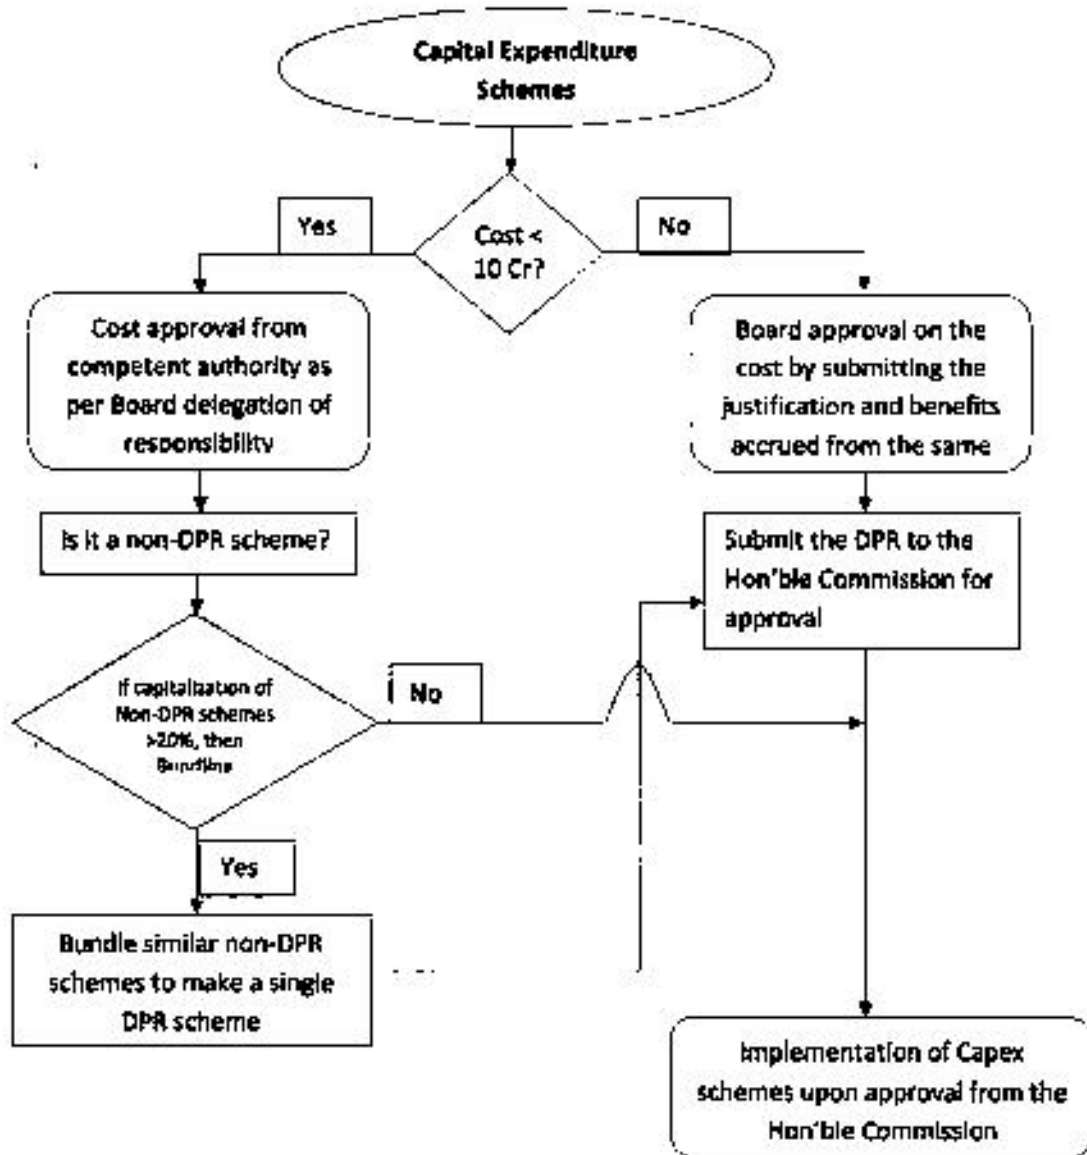 Capital Expenditure
Schemes
Yes
Cost <
10 Cr?
No
Cost approval from
competent authority as
per Board delegation of
responsibility
Board approval on the
cost by submitting the
justification and benefits
accrued from the same
Is it a non-DPR scheme?
Submit the DPR to the
Hon'ble Commission for
approval
If capitalization of
Non-DPR schemes
>20%, then
No
Yes
Bundle similar non-DPR
schemes to make a single
DPR scheme
Implementation of Capex
schemes upon approval from the
Hon'ble Commission